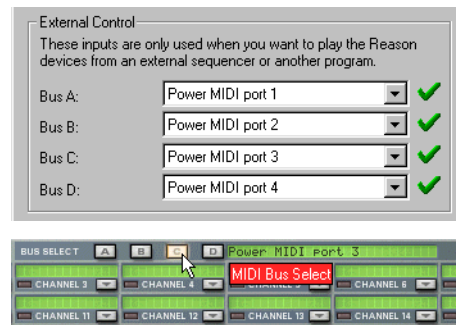 External Control
These inputs are only used when you want to play the Reason
devices from an external sequencer or another program.
Bus A: Power MIDI port 1
Bus B: Power MIDI port 2
Bus C: Power MIDI port 3
Bus D: Power MIDI port 4
BUS SELECT A B C D Power MIDI port 3
MIDI Bus Select
CHANNEL 3 CHANNEL 4 CHANNEL 6
CHANNEL 11 CHANNEL 12 CHANNEL 13 CHANNEL 14